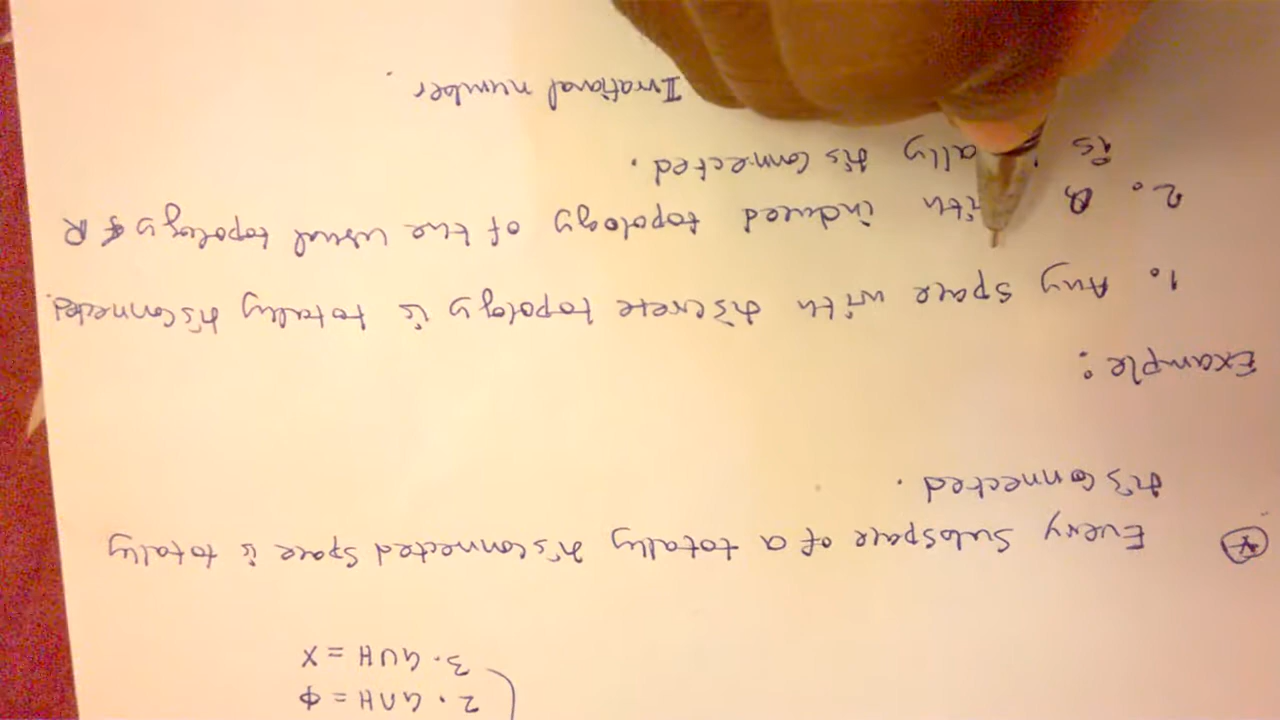 2. G∩H = φ
3. G∪H = X
* Every subspace of a totally disconnected space is totally
disconnected.
Example :
1. Any space with discrete topology is totally disconnected.
2. Q with induced topology of the usual topology of R
is ally disconnected.
Irrational number.